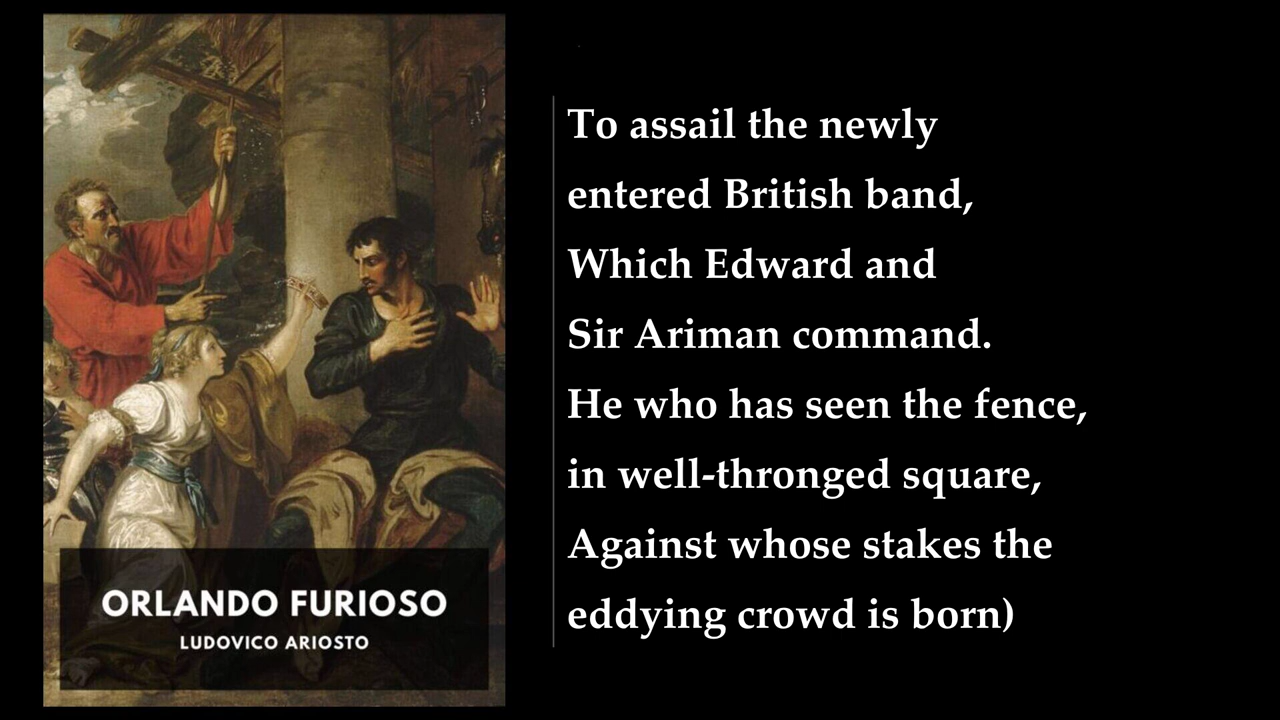 ORLANDO FURIOSO
LUDOVICO ARIOSTO
To assail the newly
entered British band,
Which Edward and
Sir Ariman command.
He who has seen the fence,
in well-thronged square,
Against whose stakes the
eddying crowd is born)